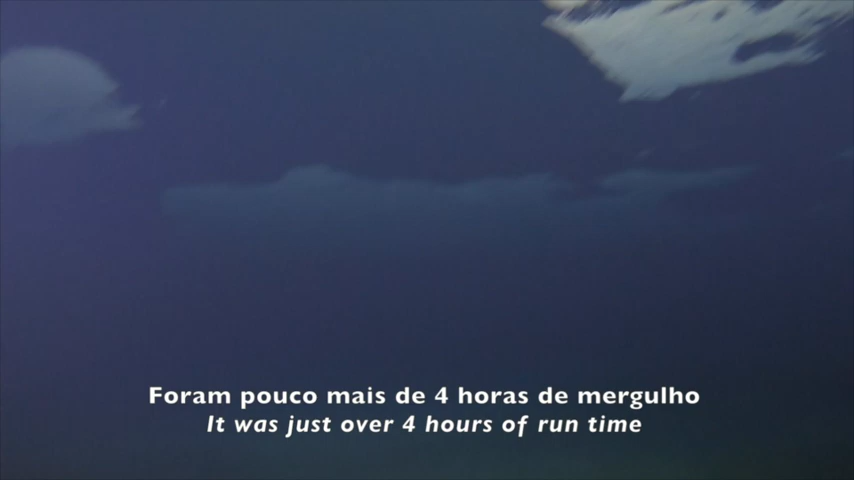 Foram pouco mais de 4 horas de mergulho
It was just over 4 hours of run time